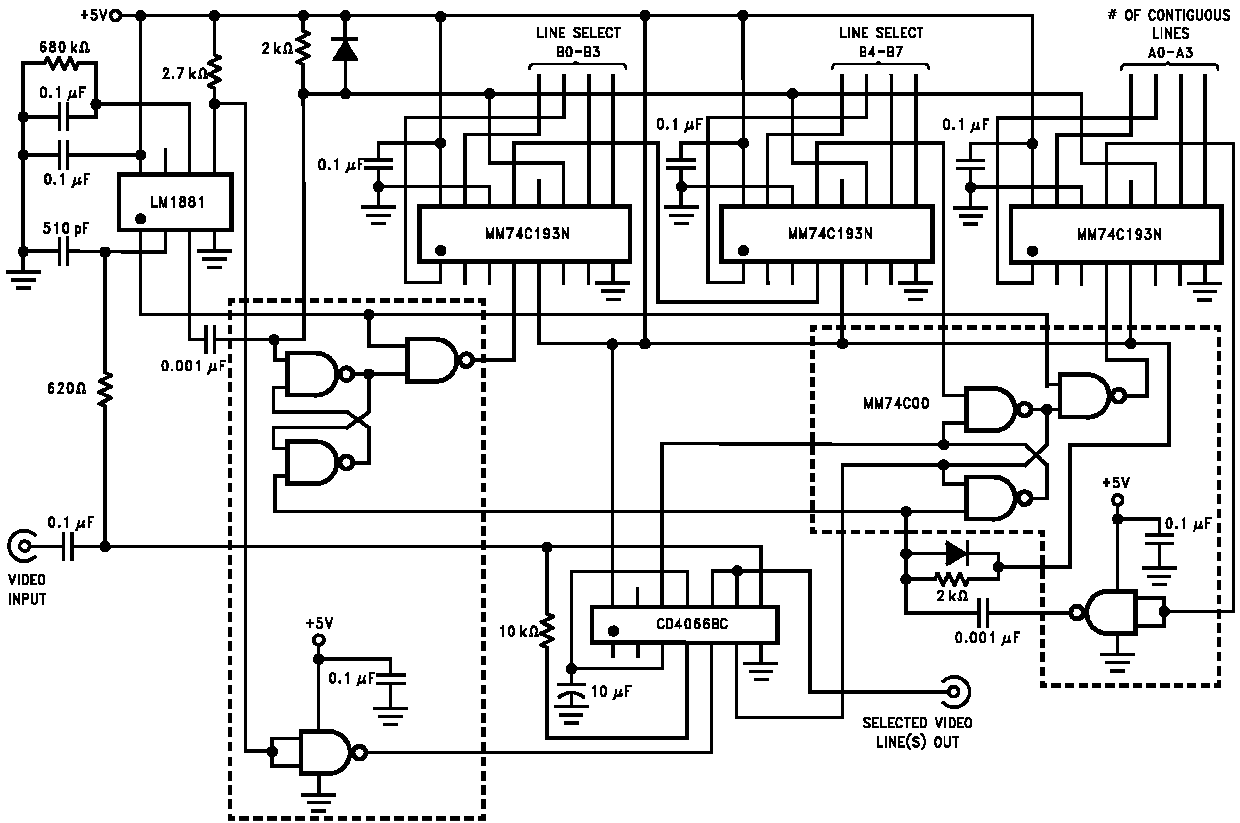 +5V
680 kΩ
2 kΩ
LINE SELECT
B0-B3
LINE SELECT
B4-B7
# OF CONTIGUOUS
LINES
A0-A3
2.7 kΩ
0.1 µF
0.1 µF
0.1 µF
0.1 µF
0.1 µF
LM1881
510 pF
MM74C193N
MM74C193N
MM74C193N
0.001 µF
620Ω
MM74C00
+5V
0.1 µF
0.1 µF
VIDEO
INPUT
2 kΩ
0.001 µF
10 kΩ
CD4066BC
+5V
0.1 µF
10 µF
SELECTED VIDEO
LINE(S) OUT